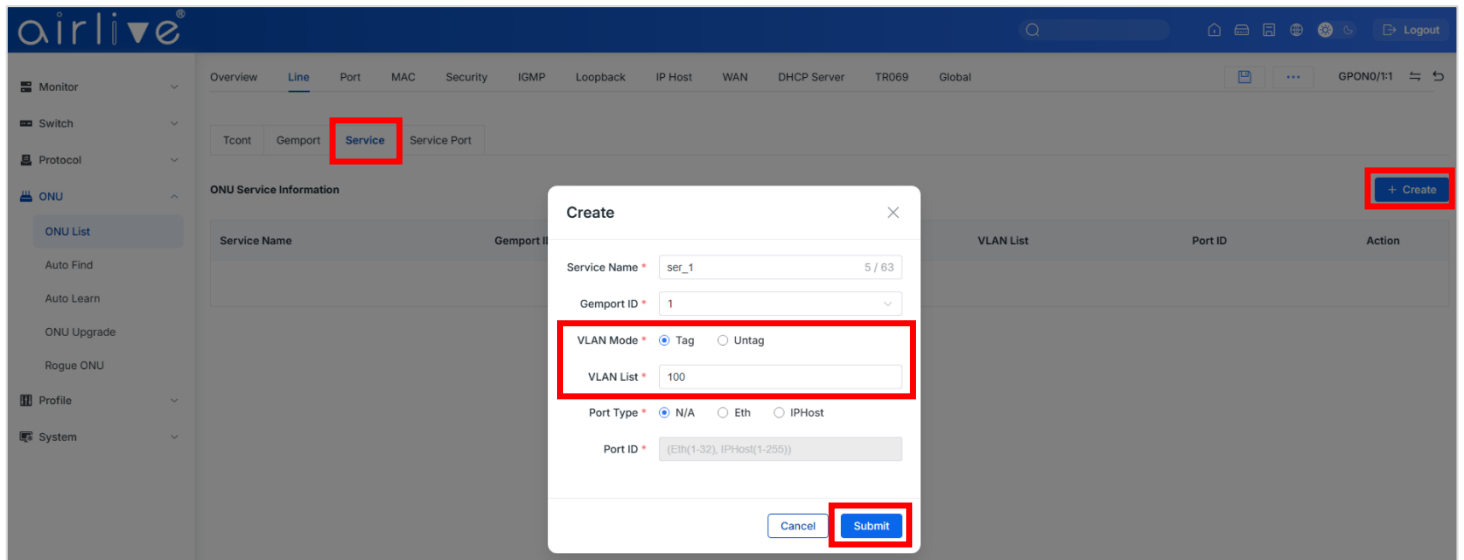 airlive®
Logout
Monitor
Switch
Protocol
ONU
ONU List
Auto Find
Auto Learn
ONU Upgrade
Rogue ONU
Profile
System
Overview Line Port MAC Security IGMP Loopback IP Host WAN DHCP Server TR069 Global GPON0/1:1
Tcont Gemport Service Service Port
ONU Service Information
+ Create
Service Name Gemport I VLAN List Port ID Action
Create
Service Name * ser_1 5 / 63
Gemport ID * 1
VLAN Mode * Tag Untag
VLAN List * 100
Port Type * N/A Eth IPHost
Port ID * (Eth(1-32), IPHost(1-255))
Cancel Submit